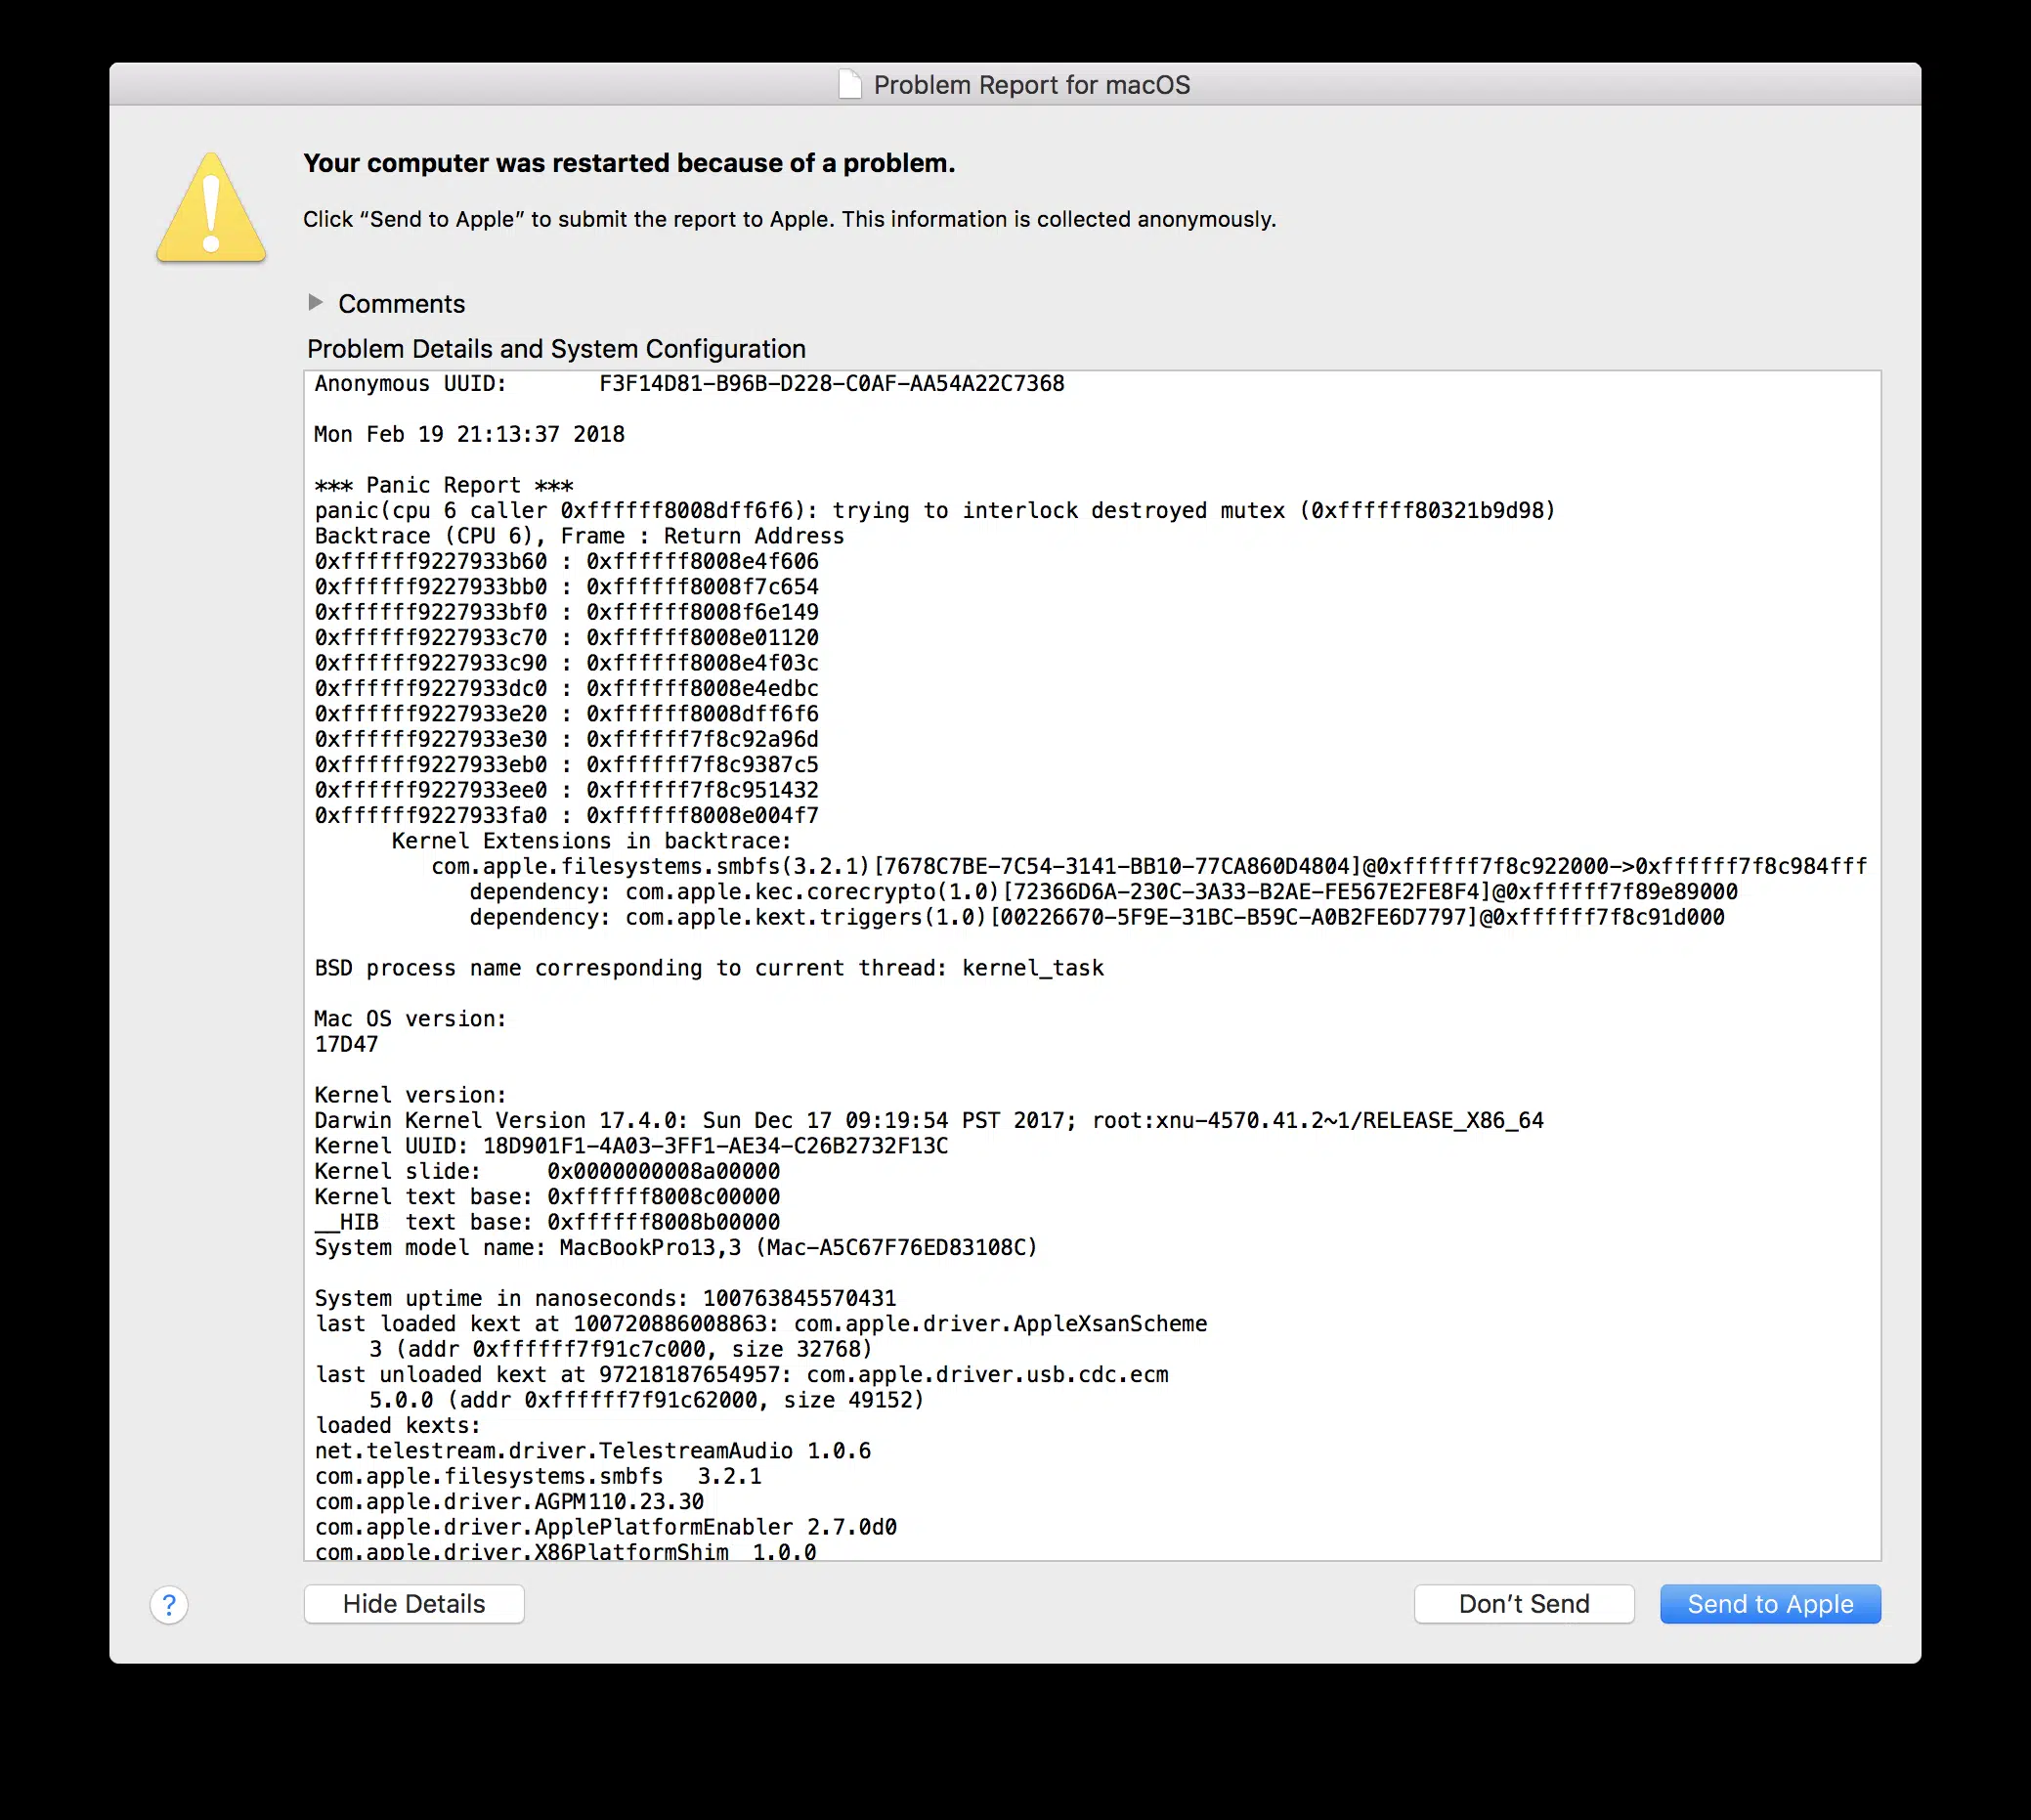 Problem Report for macOS
Your computer was restarted because of a problem.
Click “Send to Apple” to submit the report to Apple. This information is collected anonymously.
Comments
Problem Details and System Configuration
Anonymous UUID:       F3F14D81-B96B-D228-C0AF-AA54A22C7368
Mon Feb 19 21:13:37 2018
*** Panic Report ***
panic(cpu 6 caller 0xffffff8008dff6f6): trying to interlock destroyed mutex (0xffffff80321b9d98)
Backtrace (CPU 6), Frame : Return Address
0xffffff9227933b60 : 0xffffff8008e4f606
0xffffff9227933bb0 : 0xffffff8008f7c654
0xffffff9227933bf0 : 0xffffff8008f6e149
0xffffff9227933c70 : 0xffffff8008e01120
0xffffff9227933c90 : 0xffffff8008e4f03c
0xffffff9227933dc0 : 0xffffff8008e4edbc
0xffffff9227933e20 : 0xffffff8008dff6f6
0xffffff9227933e30 : 0xffffff7f8c92a96d
0xffffff9227933eb0 : 0xffffff7f8c9387c5
0xffffff9227933ee0 : 0xffffff7f8c951432
0xffffff9227933fa0 : 0xffffff8008e004f7
Kernel Extensions in backtrace:
com.apple.filesystems.smbfs(3.2.1)[7678C7BE-7C54-3141-BB10-77CA860D4804]@0xffffff7f8c922000->0xffffff7f8c984fff
dependency: com.apple.kec.corecrypto(1.0)[72366D6A-230C-3A33-B2AE-FE567E2FE8F4]@0xffffff7f89e89000
dependency: com.apple.kext.triggers(1.0)[00226670-5F9E-31BC-B59C-A0B2FE6D7797]@0xffffff7f8c91d000
BSD process name corresponding to current thread: kernel_task
Mac OS version:
17D47
Kernel version:
Darwin Kernel Version 17.4.0: Sun Dec 17 09:19:54 PST 2017; root:xnu-4570.41.2~1/RELEASE_X86_64
Kernel UUID: 18D901F1-4A03-3FF1-AE34-C26B2732F13C
Kernel slide:     0x0000000008a00000
Kernel text base: 0xffffff8008c00000
__HIB  text base: 0xffffff8008b00000
System model name: MacBookPro13,3 (Mac-A5C67F76ED83108C)
System uptime in nanoseconds: 100763845570431
last loaded kext at 100720886008863: com.apple.driver.AppleXsanScheme
3 (addr 0xffffff7f91c7c000, size 32768)
last unloaded kext at 97218187654957: com.apple.driver.usb.cdc.ecm
5.0.0 (addr 0xffffff7f91c62000, size 49152)
loaded kexts:
net.telestream.driver.TelestreamAudio 1.0.6
com.apple.filesystems.smbfs  3.2.1
com.apple.driver.AGPM110.23.30
com.apple.driver.ApplePlatformEnabler 2.7.0d0
com.apple.driver.X86PlatformShim  1.0.0
?
Hide Details
Don’t Send
Send to Apple